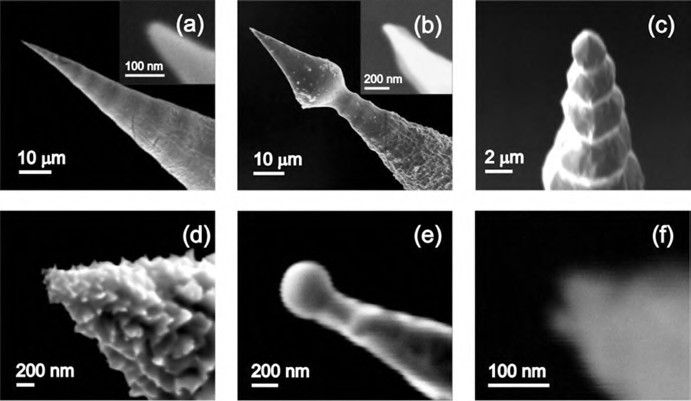 (a)
100 nm
10 μm
(b)
200 nm
10 μm
(c)
2 μm
(d)
200 nm
(e)
200 nm
(f)
100 nm